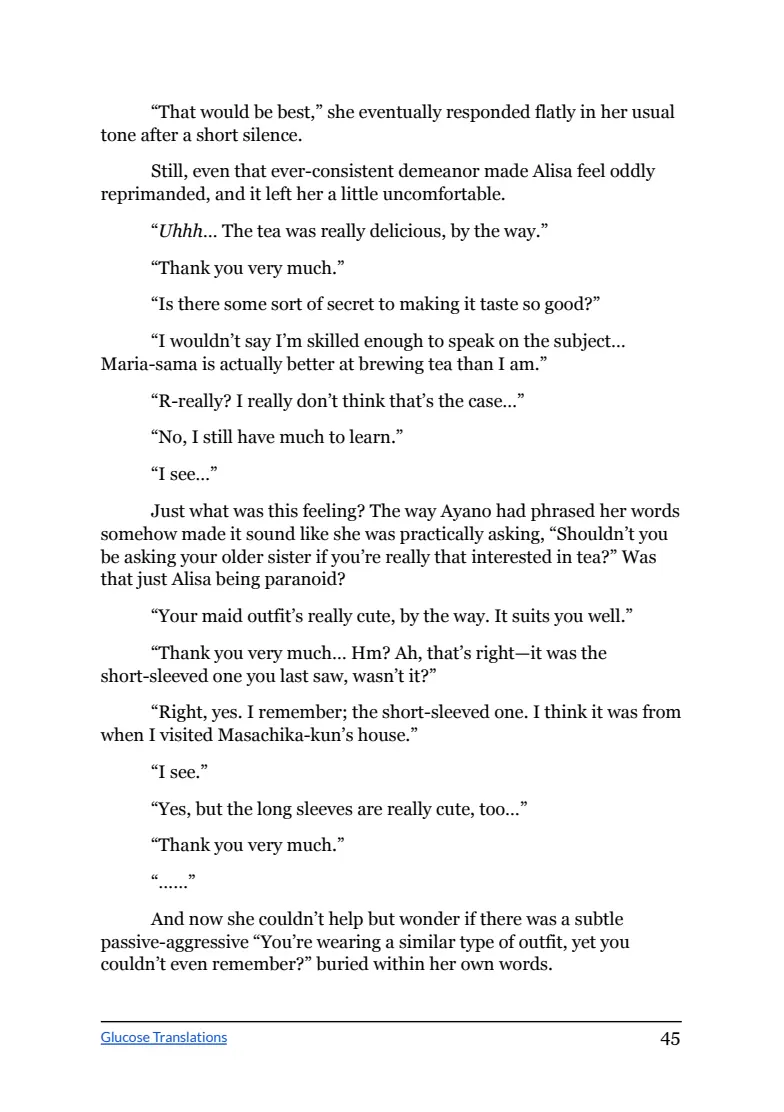 “That would be best,” she eventually responded flatly in her usual
tone after a short silence.
Still, even that ever-consistent demeanor made Alisa feel oddly
reprimanded, and it left her a little uncomfortable.
“Uhhh… The tea was really delicious, by the way.”
“Thank you very much.”
“Is there some sort of secret to making it taste so good?”
“I wouldn’t say I’m skilled enough to speak on the subject…
Maria-sama is actually better at brewing tea than I am.”
“R-really? I really don’t think that’s the case…”
“No, I still have much to learn.”
“I see…”
Just what was this feeling? The way Ayano had phrased her words
somehow made it sound like she was practically asking, “Shouldn’t you
be asking your older sister if you’re really that interested in tea?” Was
that just Alisa being paranoid?
“Your maid outfit’s really cute, by the way. It suits you well.”
“Thank you very much… Hm? Ah, that’s right—it was the
short-sleeved one you last saw, wasn’t it?”
“Right, yes. I remember; the short-sleeved one. I think it was from
when I visited Masachika-kun’s house.”
“I see.”
“Yes, but the long sleeves are really cute, too…”
“Thank you very much.”
“……”
And now she couldn’t help but wonder if there was a subtle
passive-aggressive “You’re wearing a similar type of outfit, yet you
couldn’t even remember?” buried within her own words.
Glucose Translations 45